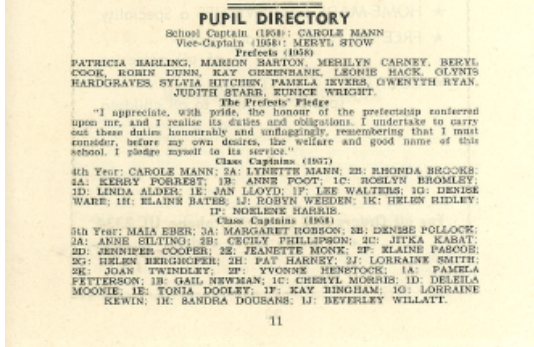 PUPIL DIRECTORY
School Captain (1958): CAROLE MANN
Vice-Captain (1958): MERYL STOW
Prefects (1958)
PATRICIA BARLING, MARION BARTON, MERILYN CARNEY, BERYL
COOK, ROBIN DUNN, KAY GREENBANK, LEONIE HACK, GLYNIS
HARDGRAVES, SYLVIA HITCHEN, PAMELA IKVERS, GWENYTH RYAN,
JUDITH STARR, EUNICE WRIGHT.
The Prefects' Pledge
"I appreciate, with pride, the honour of the prefectship conferred
upon me, and I realise its duties and obligations. I undertake to carry
out these duties honourably and unflaggingly, remembering that I must
consider, before my own desires, the welfare and good name of this
school. I pledge myself to its service."
Class Captains (1957)
4th Year: CAROLE MANN; 2A: LYNETTE MANN; 2B: RHONDA BROOKS;
1A: KERRY FORREST; 1B: ANNE FOOT; 1C: ROSLYN BROMLEY;
1D: LINDA ALDER; 1E: JAN LLOYD; 1F: LEE WALTERS; 1G: DENISE
WARE; 1H: ELAINE BATES; 1J: ROBYN WEEDEN; 1K: HELEN RIDLEY;
1P: NOELENE HARRIS.
Class Captains (1958)
5th Year: MAIA EBER; 3A: MARGARET ROBSON; 3B: DENISE POLLOCK;
2A: ANNE SILTING; 2B: CECILY PHILLIPSON; 2C: JITKA KABAT;
2D: JENNIFER COOPER; 2E: JEANETTE MONK; 2F: ELAINE PASCOE;
2G: HELEN BERGHOFER; 2H: PAT HARNEY; 2J: LORRAINE SMITH;
2K: JOAN TWINDLEY; 2P: YVONNE HENSTOCK; 1A: PAMELA
FETTERSON; 1B: GAIL NEWMAN; 1C: CHERYL MORRIS; 1D: DELEILA
MOONIE; 1E: TONIA DOOLEY; 1F: KAY BINGHAM; 1G: LORRAINE
KEWIN; 1H: SANDRA DOUSANS; 1J: BEVERLEY WILLATT.
11